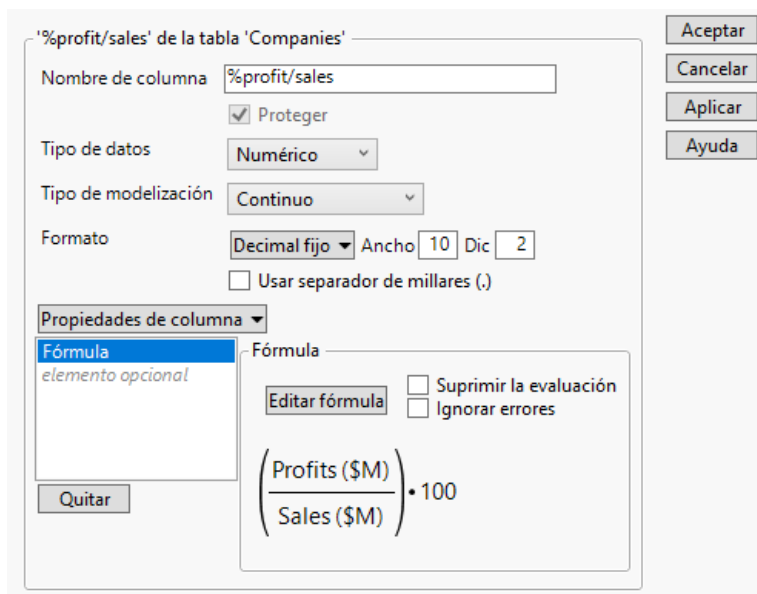 '%profit/sales' de la tabla 'Companies'
Aceptar
Cancelar
Aplicar
Ayuda
Nombre de columna %profit/sales
Proteger
Tipo de datos Numérico
Tipo de modelización Continuo
Formato Decimal fijo Ancho 10 Dic 2
Usar separador de millares (.)
Propiedades de columna
Fórmula
elemento opcional
Quitar
Fórmula
Editar fórmula
Suprimir la evaluación
Ignorar errores
(Profits ($M)
Sales ($M)) • 100